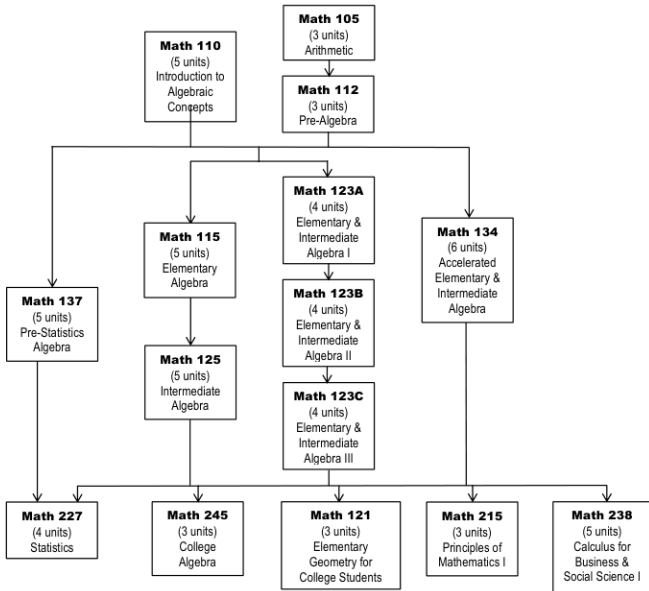 Math 105
(3 units)
Arithmetic
Math 110
(5 units)
Introduction to
Algebraic
Concepts
Math 112
(3 units)
Pre-Algebra
Math 123A
(4 units)
Elementary &
Intermediate
Algebra I
Math 115
(5 units)
Elementary
Algebra
Math 134
(6 units)
Accelerated
Elementary &
Intermediate
Algebra
Math 137
(5 units)
Pre-Statistics
Algebra
Math 123B
(4 units)
Elementary &
Intermediate
Algebra II
Math 125
(5 units)
Intermediate
Algebra
Math 123C
(4 units)
Elementary &
Intermediate
Algebra III
Math 227
(4 units)
Statistics
Math 245
(3 units)
College
Algebra
Math 121
(3 units)
Elementary
Geometry for
College Students
Math 215
(3 units)
Principles of
Mathematics I
Math 238
(5 units)
Calculus for
Business &
Social Science I